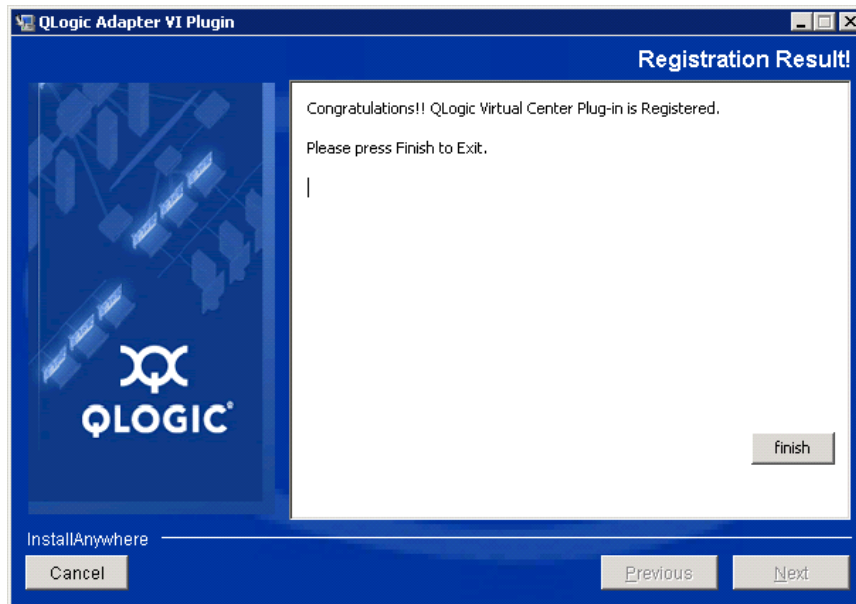 QLogic Adapter VI Plugin
Registration Result!
Congratulations!! QLogic Virtual Center Plug-in is Registered.
Please press Finish to Exit.
QLOGIC®
finish
InstallAnywhere
Cancel
Previous
Next